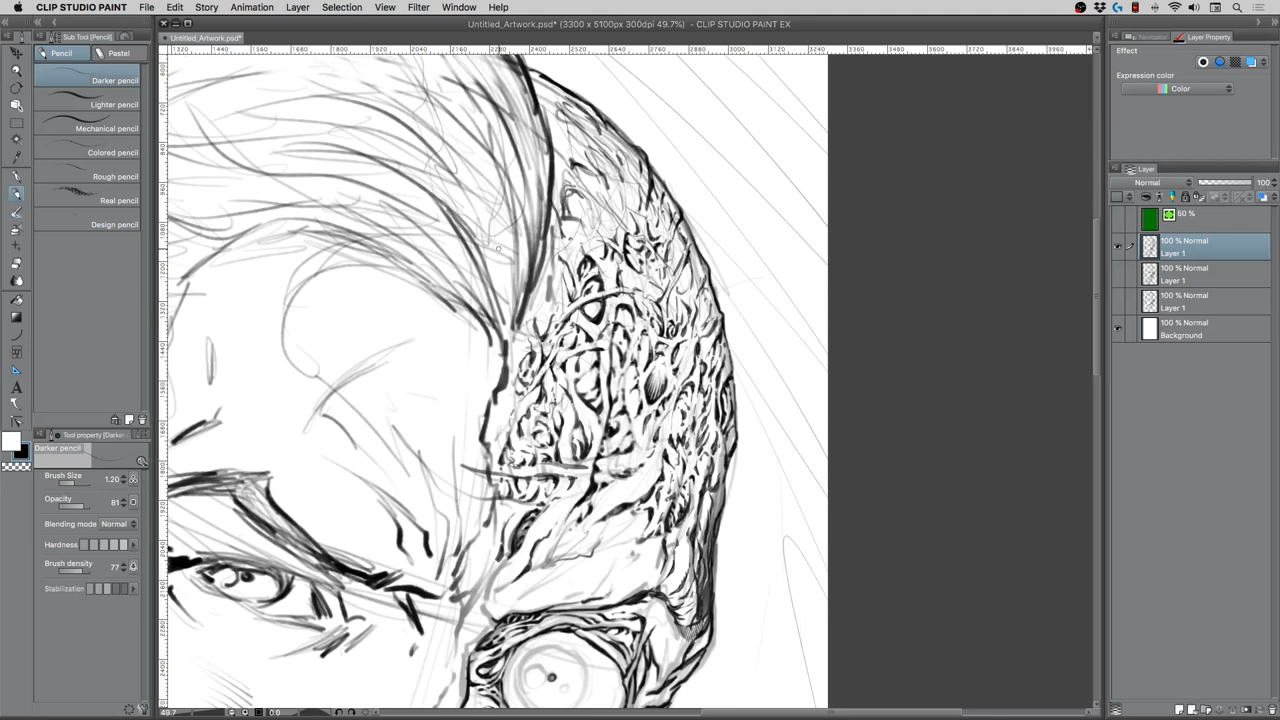 CLIP STUDIO PAINT File Edit Story Animation Layer Selection View Filter Window Help
Untitled_Artwork.psd* (3300 x 5100px 300dpi 49.7%) - CLIP STUDIO PAINT EX
Sub Tool [Pencil]
Untitled_Artwork.psd*
Navigator Layer Property
Pencil Pastel
Effect
Darker pencil
Expression color
Color
Lighter pencil
Mechanical pencil
Colored pencil
Rough pencil
Real pencil
Design pencil
Layer
Normal 100
50 %
100 % Normal
Layer 1
100 % Normal
Layer 1
100 % Normal
Layer 1
100 % Normal
Background
Tool property [Darker
Darker pencil
Brush Size 1.20
Opacity 81
Blending mode Normal
Hardness
Brush density 77
Stabilization
49.7 0.0